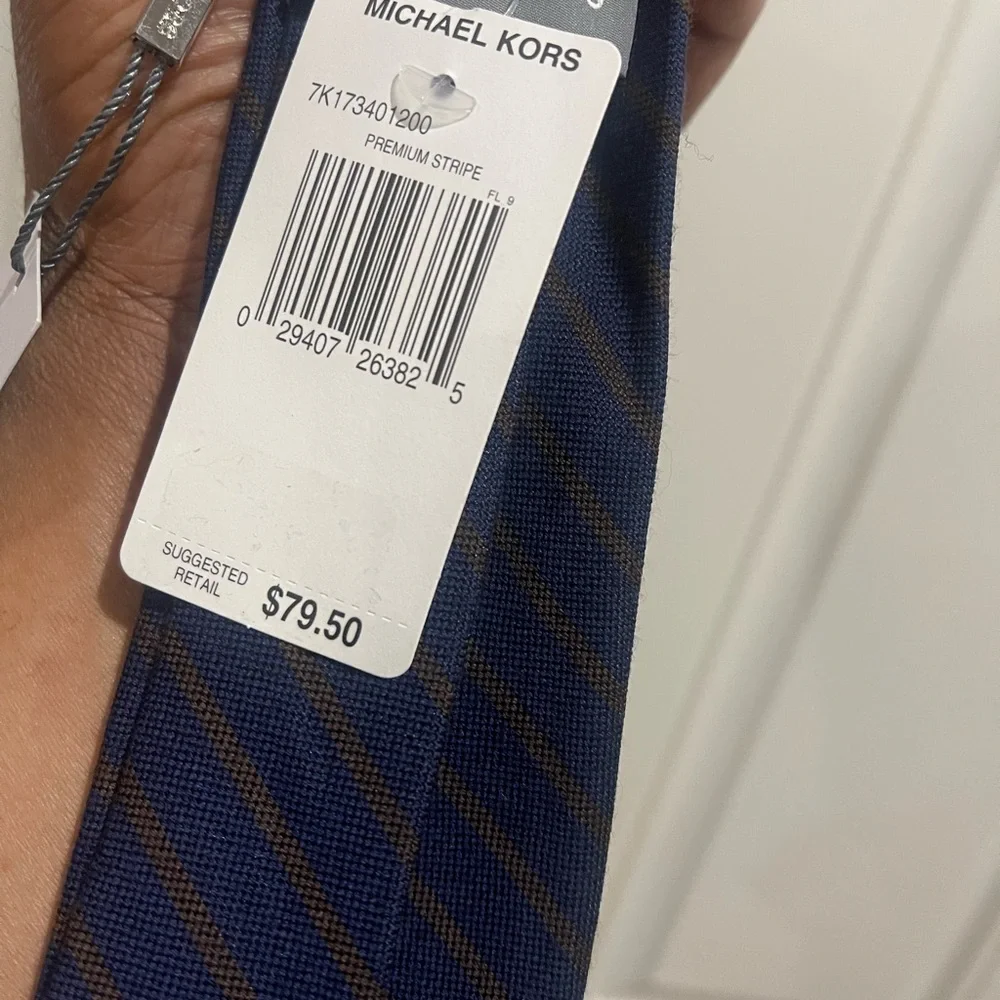 MICHAEL KORS
7K173401200
PREMIUM STRIPE
FL 9
0 29407 26382 5
SUGGESTED
RETAIL $79.50